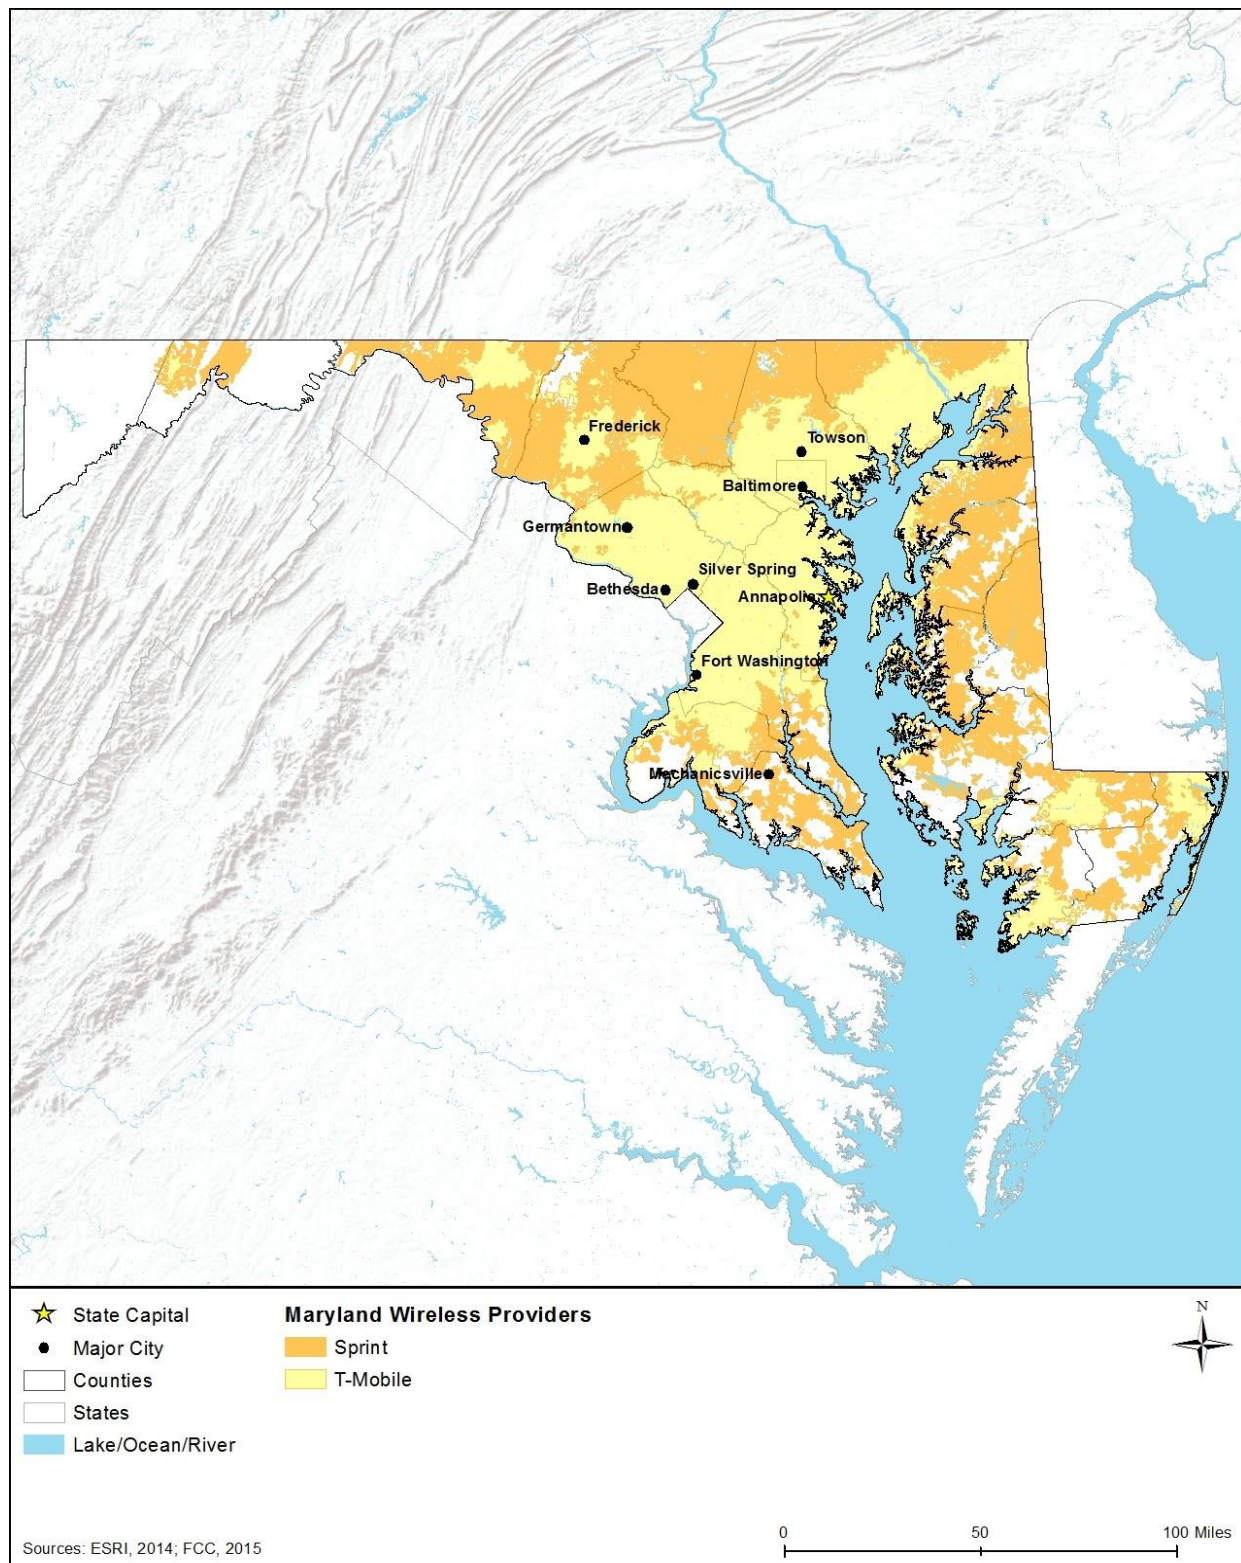 Frederick
Towson
Baltimore
Germantown
Silver Spring
Bethesda
Annapolis
Fort Washington
Mechanicsville
State Capital
Major City
Counties
States
Lake/Ocean/River
Maryland Wireless Providers
Sprint
T-Mobile
N
0 50 100 Miles
Sources: ESRI, 2014; FCC, 2015